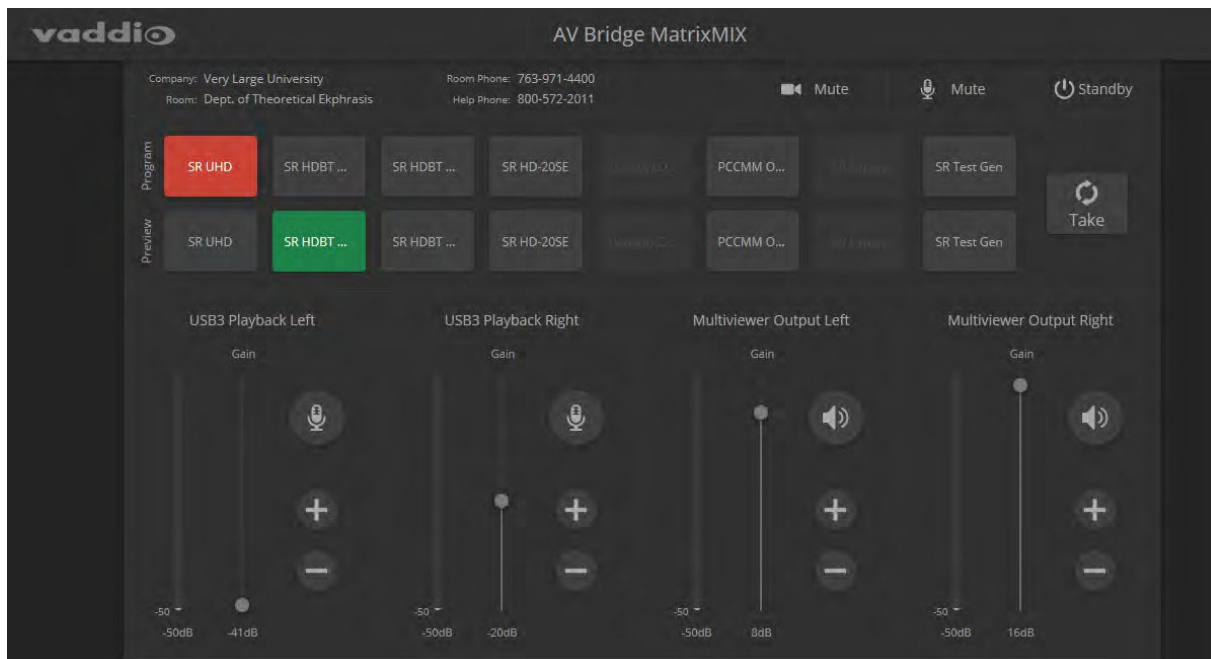 vaddio
AV Bridge MatrixMIX
Company: Very Large University
Room: Dept. of Theoretical Ekphrasis
Room Phone: 763-971-4400
Help Phone: 800-572-2011
Mute
Mute
Standby
Program
SR UHD
SR HDBT ...
SR HDBT ...
SR HD-20SE
PCCMM O...
SR Test Gen
Preview
SR UHD
SR HDBT ...
SR HDBT ...
SR HD-20SE
PCCMM O...
SR Test Gen
Take
USB3 Playback Left
Gain
-50
-50dB -41dB
USB3 Playback Right
Gain
-50
-50dB -20dB
Multiviewer Output Left
Gain
-50
-50dB 8dB
Multiviewer Output Right
Gain
-50
-50dB 16dB